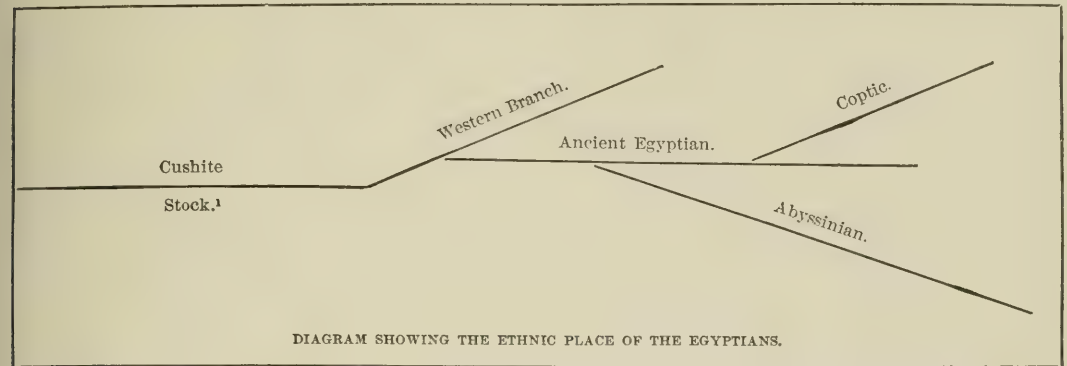 Western Branch.
Coptic.
Ancient Egyptian.
Cushite
Stock.¹
Abyssinian.
DIAGRAM SHOWING THE ETHNIC PLACE OF THE EGYPTIANS.